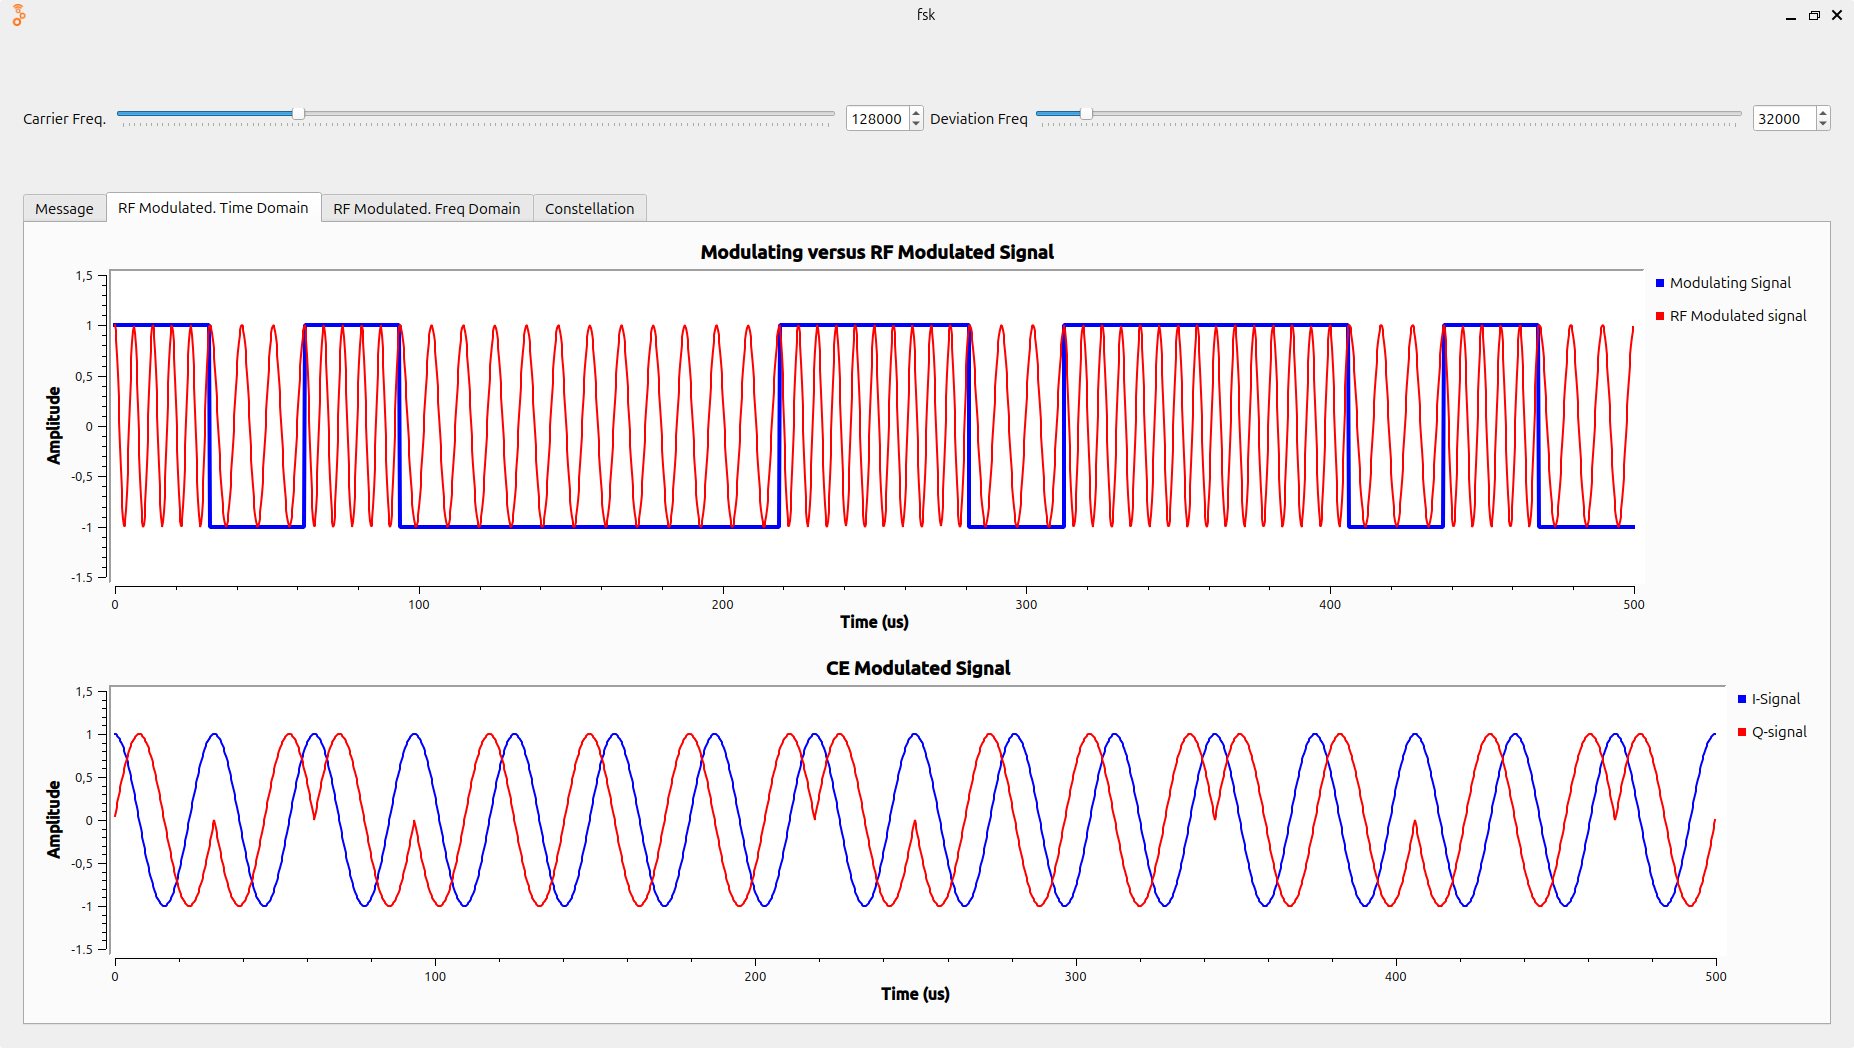 fsk
Carrier Freq. 128000 Deviation Freq 32000
Message RF Modulated. Time Domain RF Modulated. Freq Domain Constellation
Modulating versus RF Modulated Signal
1,5
1
0,5
0
-0,5
-1
-1.5
Amplitude
Modulating Signal
RF Modulated signal
0 100 200 300 400 500
Time (us)
CE Modulated Signal
1,5
1
0,5
0
-0,5
-1
-1.5
Amplitude
I-Signal
Q-signal
0 100 200 300 400 500
Time (us)